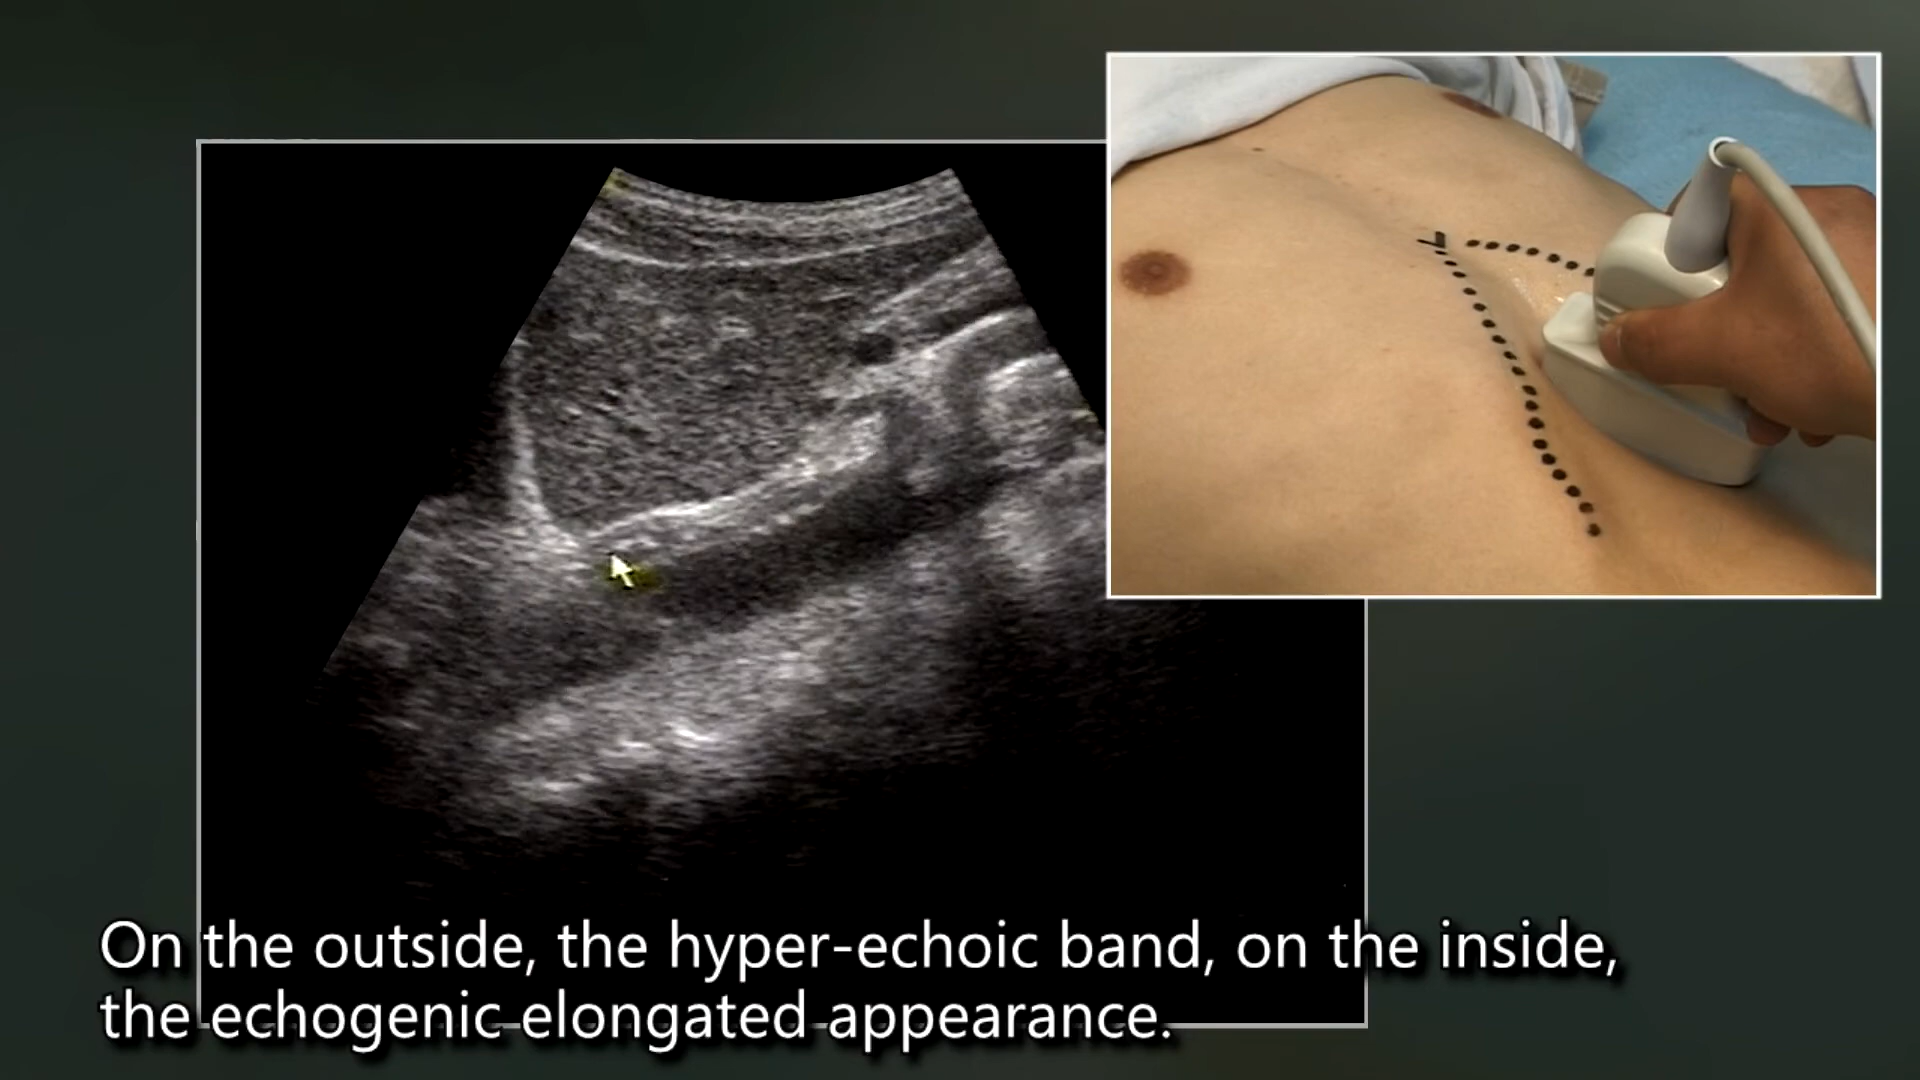 On the outside, the hyper-echoic band, on the inside,
the echogenic elongated appearance.